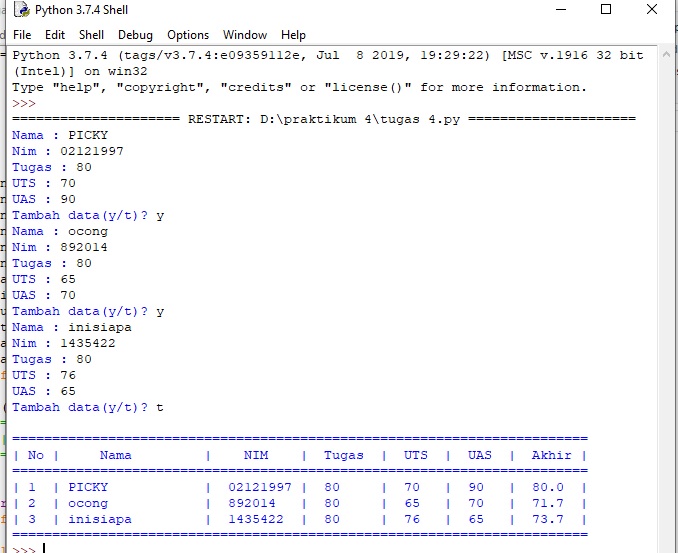 Python 3.7.4 Shell
File Edit Shell Debug Options Window Help
Python 3.7.4 (tags/v3.7.4:e09359112e, Jul  8 2019, 19:29:22) [MSC v.1916 32 bit
(Intel)] on win32
Type "help", "copyright", "credits" or "license()" for more information.
>>>
===================== RESTART: D:\praktikum 4\tugas 4.py =====================
Nama : PICKY
Nim : 02121997
Tugas : 80
UTS : 70
UAS : 90
Tambah data(y/t)? y
Nama : ocong
Nim : 892014
Tugas : 80
UTS : 65
UAS : 70
Tambah data(y/t)? y
Nama : inisiapa
Nim : 1435422
Tugas : 80
UTS : 76
UAS : 65
Tambah data(y/t)? t
========================================================================
| No |     Nama         |    NIM    |  Tugas  |  UTS  |  UAS  |  Akhir |
========================================================================
| 1  | PICKY            |  02121997 |  80     |  70   |  90   |  80.0  |
| 2  | ocong            |  892014   |  80     |  65   |  70   |  71.7  |
| 3  | inisiapa         |  1435422  |  80     |  76   |  65   |  73.7  |
========================================================================
>>>